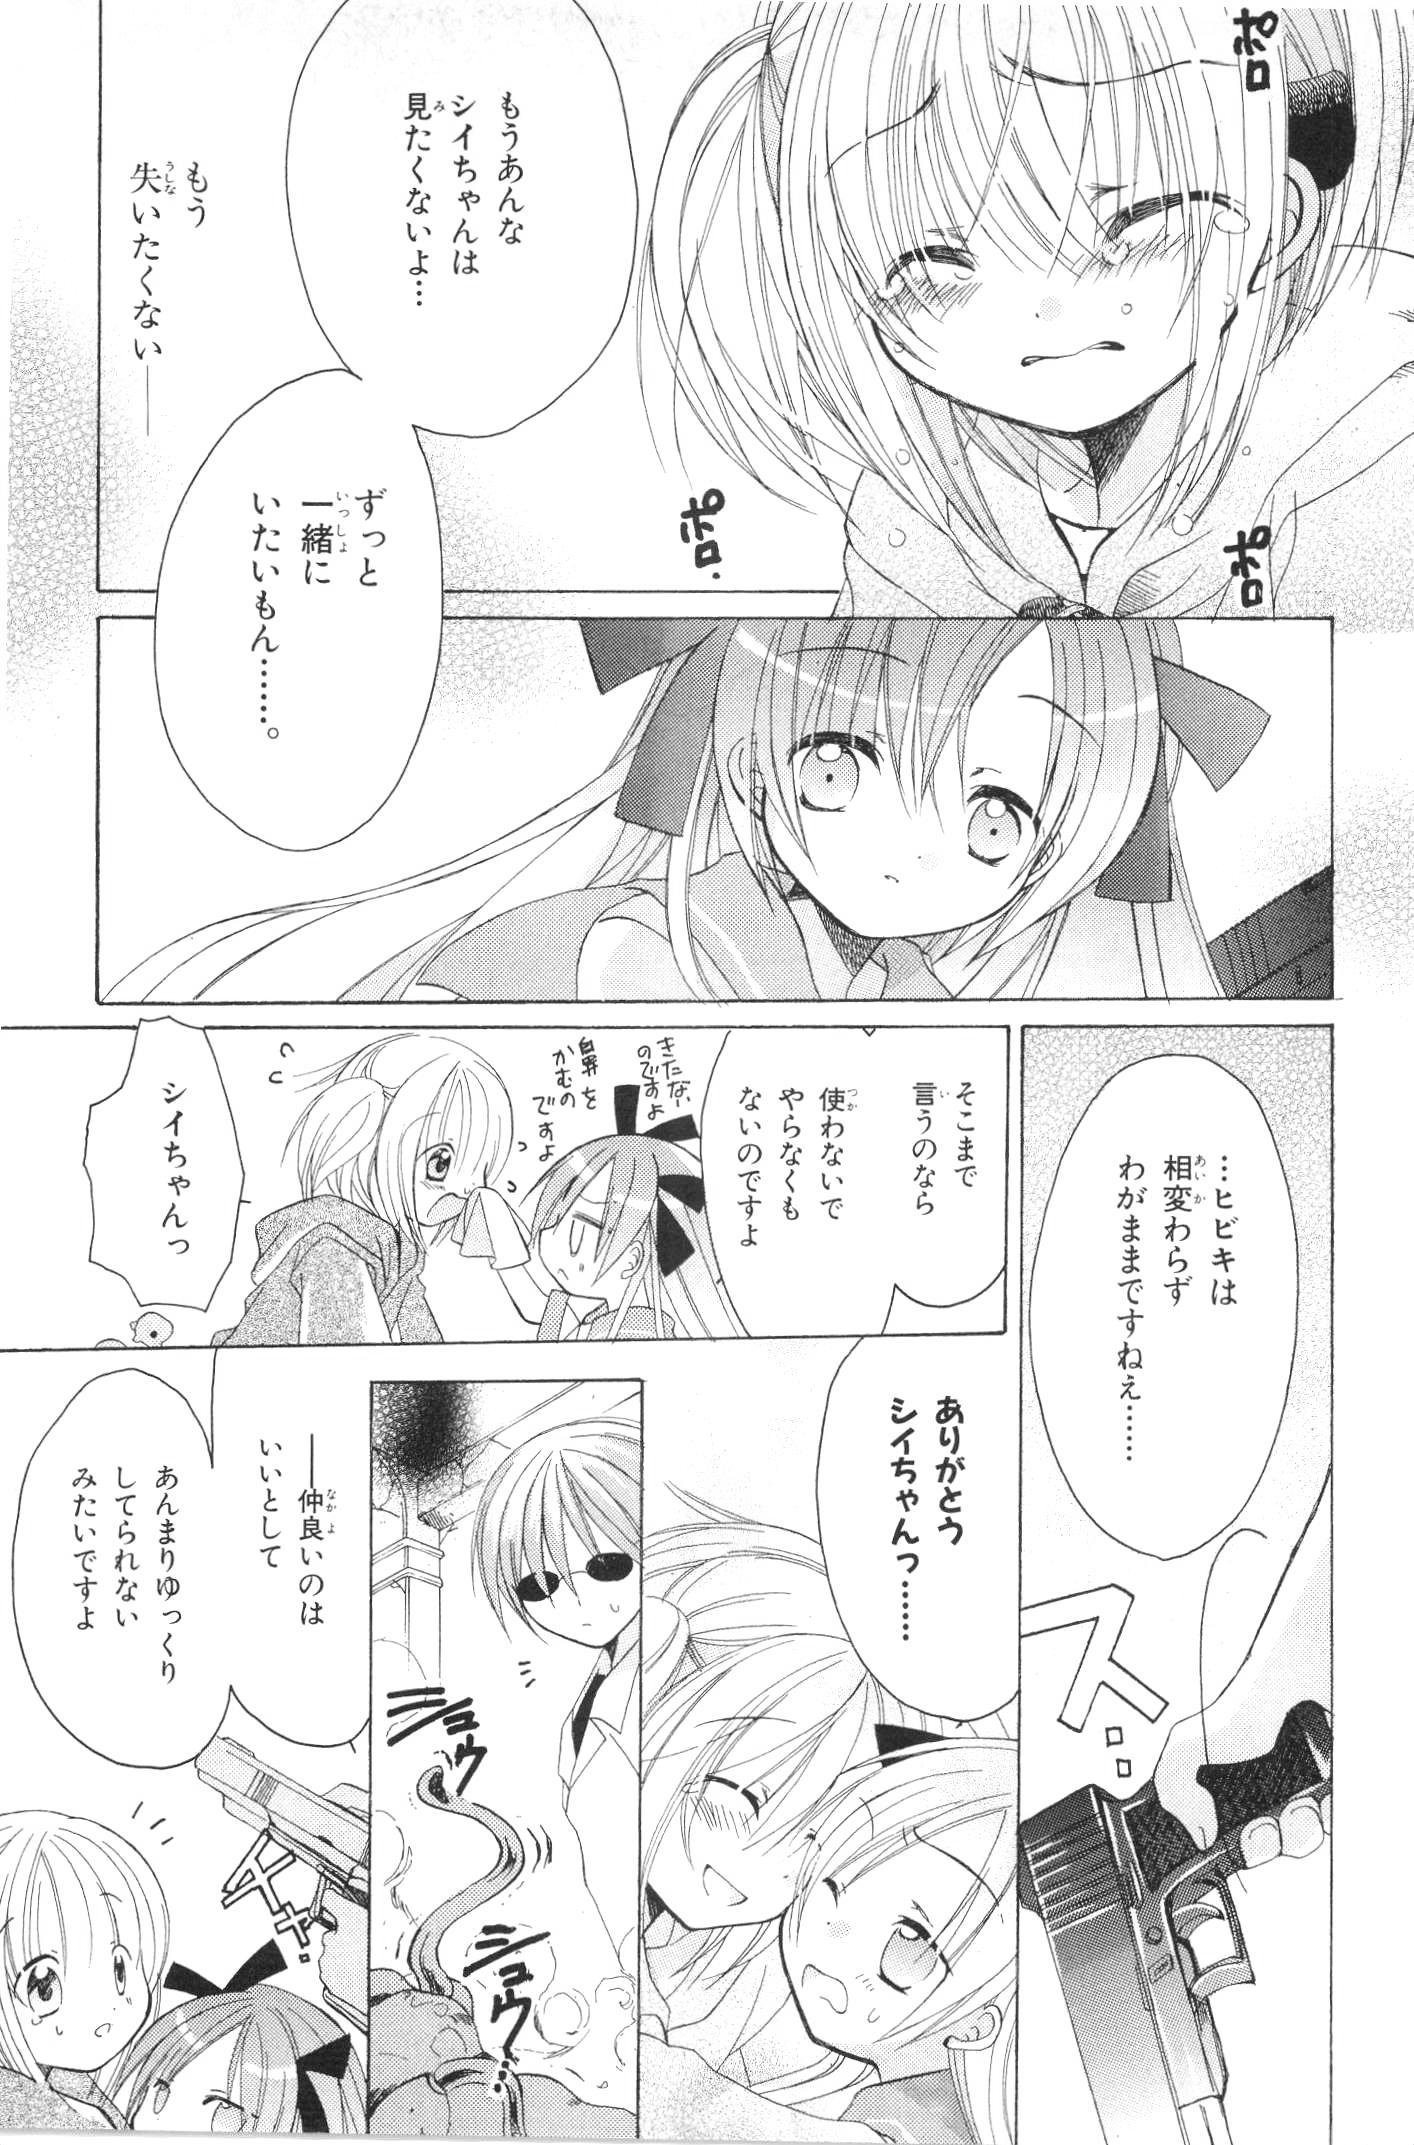 ポロ
もうあんな
シイちゃんは
見たくないよ…
もう
失いたくない――
ポロ
ポロ
ずっと
一緒に
いたいもん……。
…ヒビキは
相変わらず
わがままですねえ……
ス…
そこまで
言うのなら
使わないで
やらなくも
ないのですよ
きたない
のですよ
鼻を
かむの
ですよ
シイちゃんっ
ありがとう
シイちゃんっ……
シュウ
シュウ…
――仲良いのは
いいとして
あんまりゆっくり
してられない
みたいですよ
チャキ